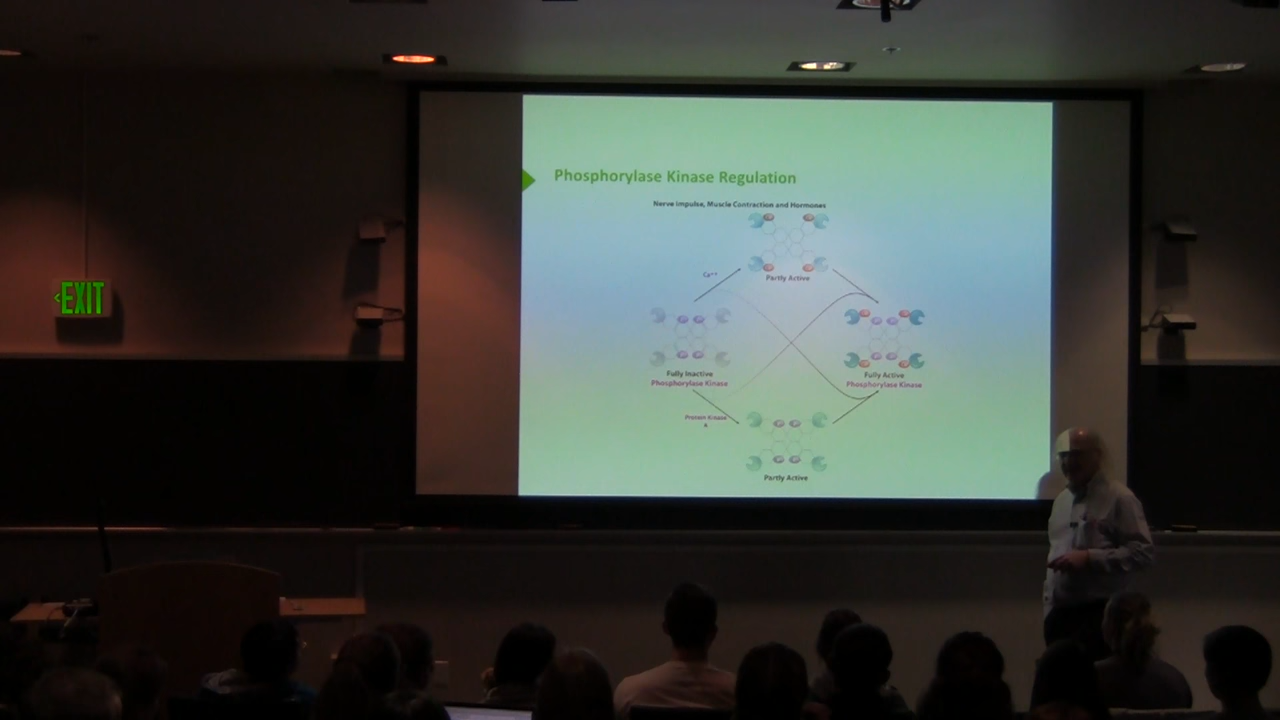 Phosphorylase Kinase Regulation
Nerve Impulse, Muscle Contraction and Hormones
Partly Active
Ca++
Fully Inactive
Phosphorylase Kinase
Fully Active
Phosphorylase Kinase
Protein Kinase
A
Partly Active
<EXIT